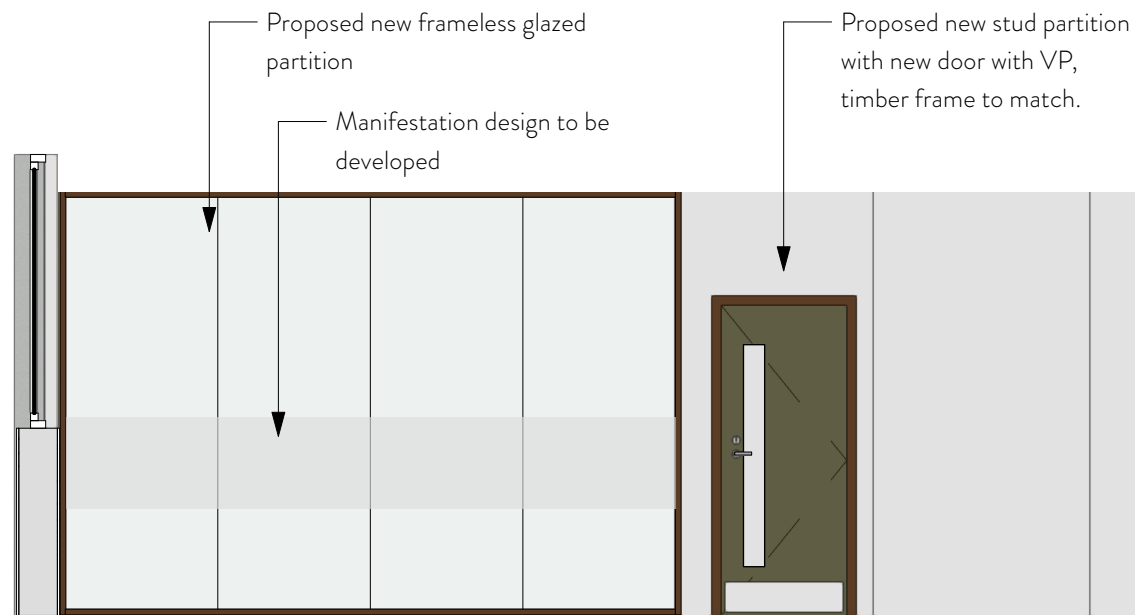 Proposed new frameless glazed
partition
Manifestation design to be
developed
Proposed new stud partition
with new door with VP,
timber frame to match.